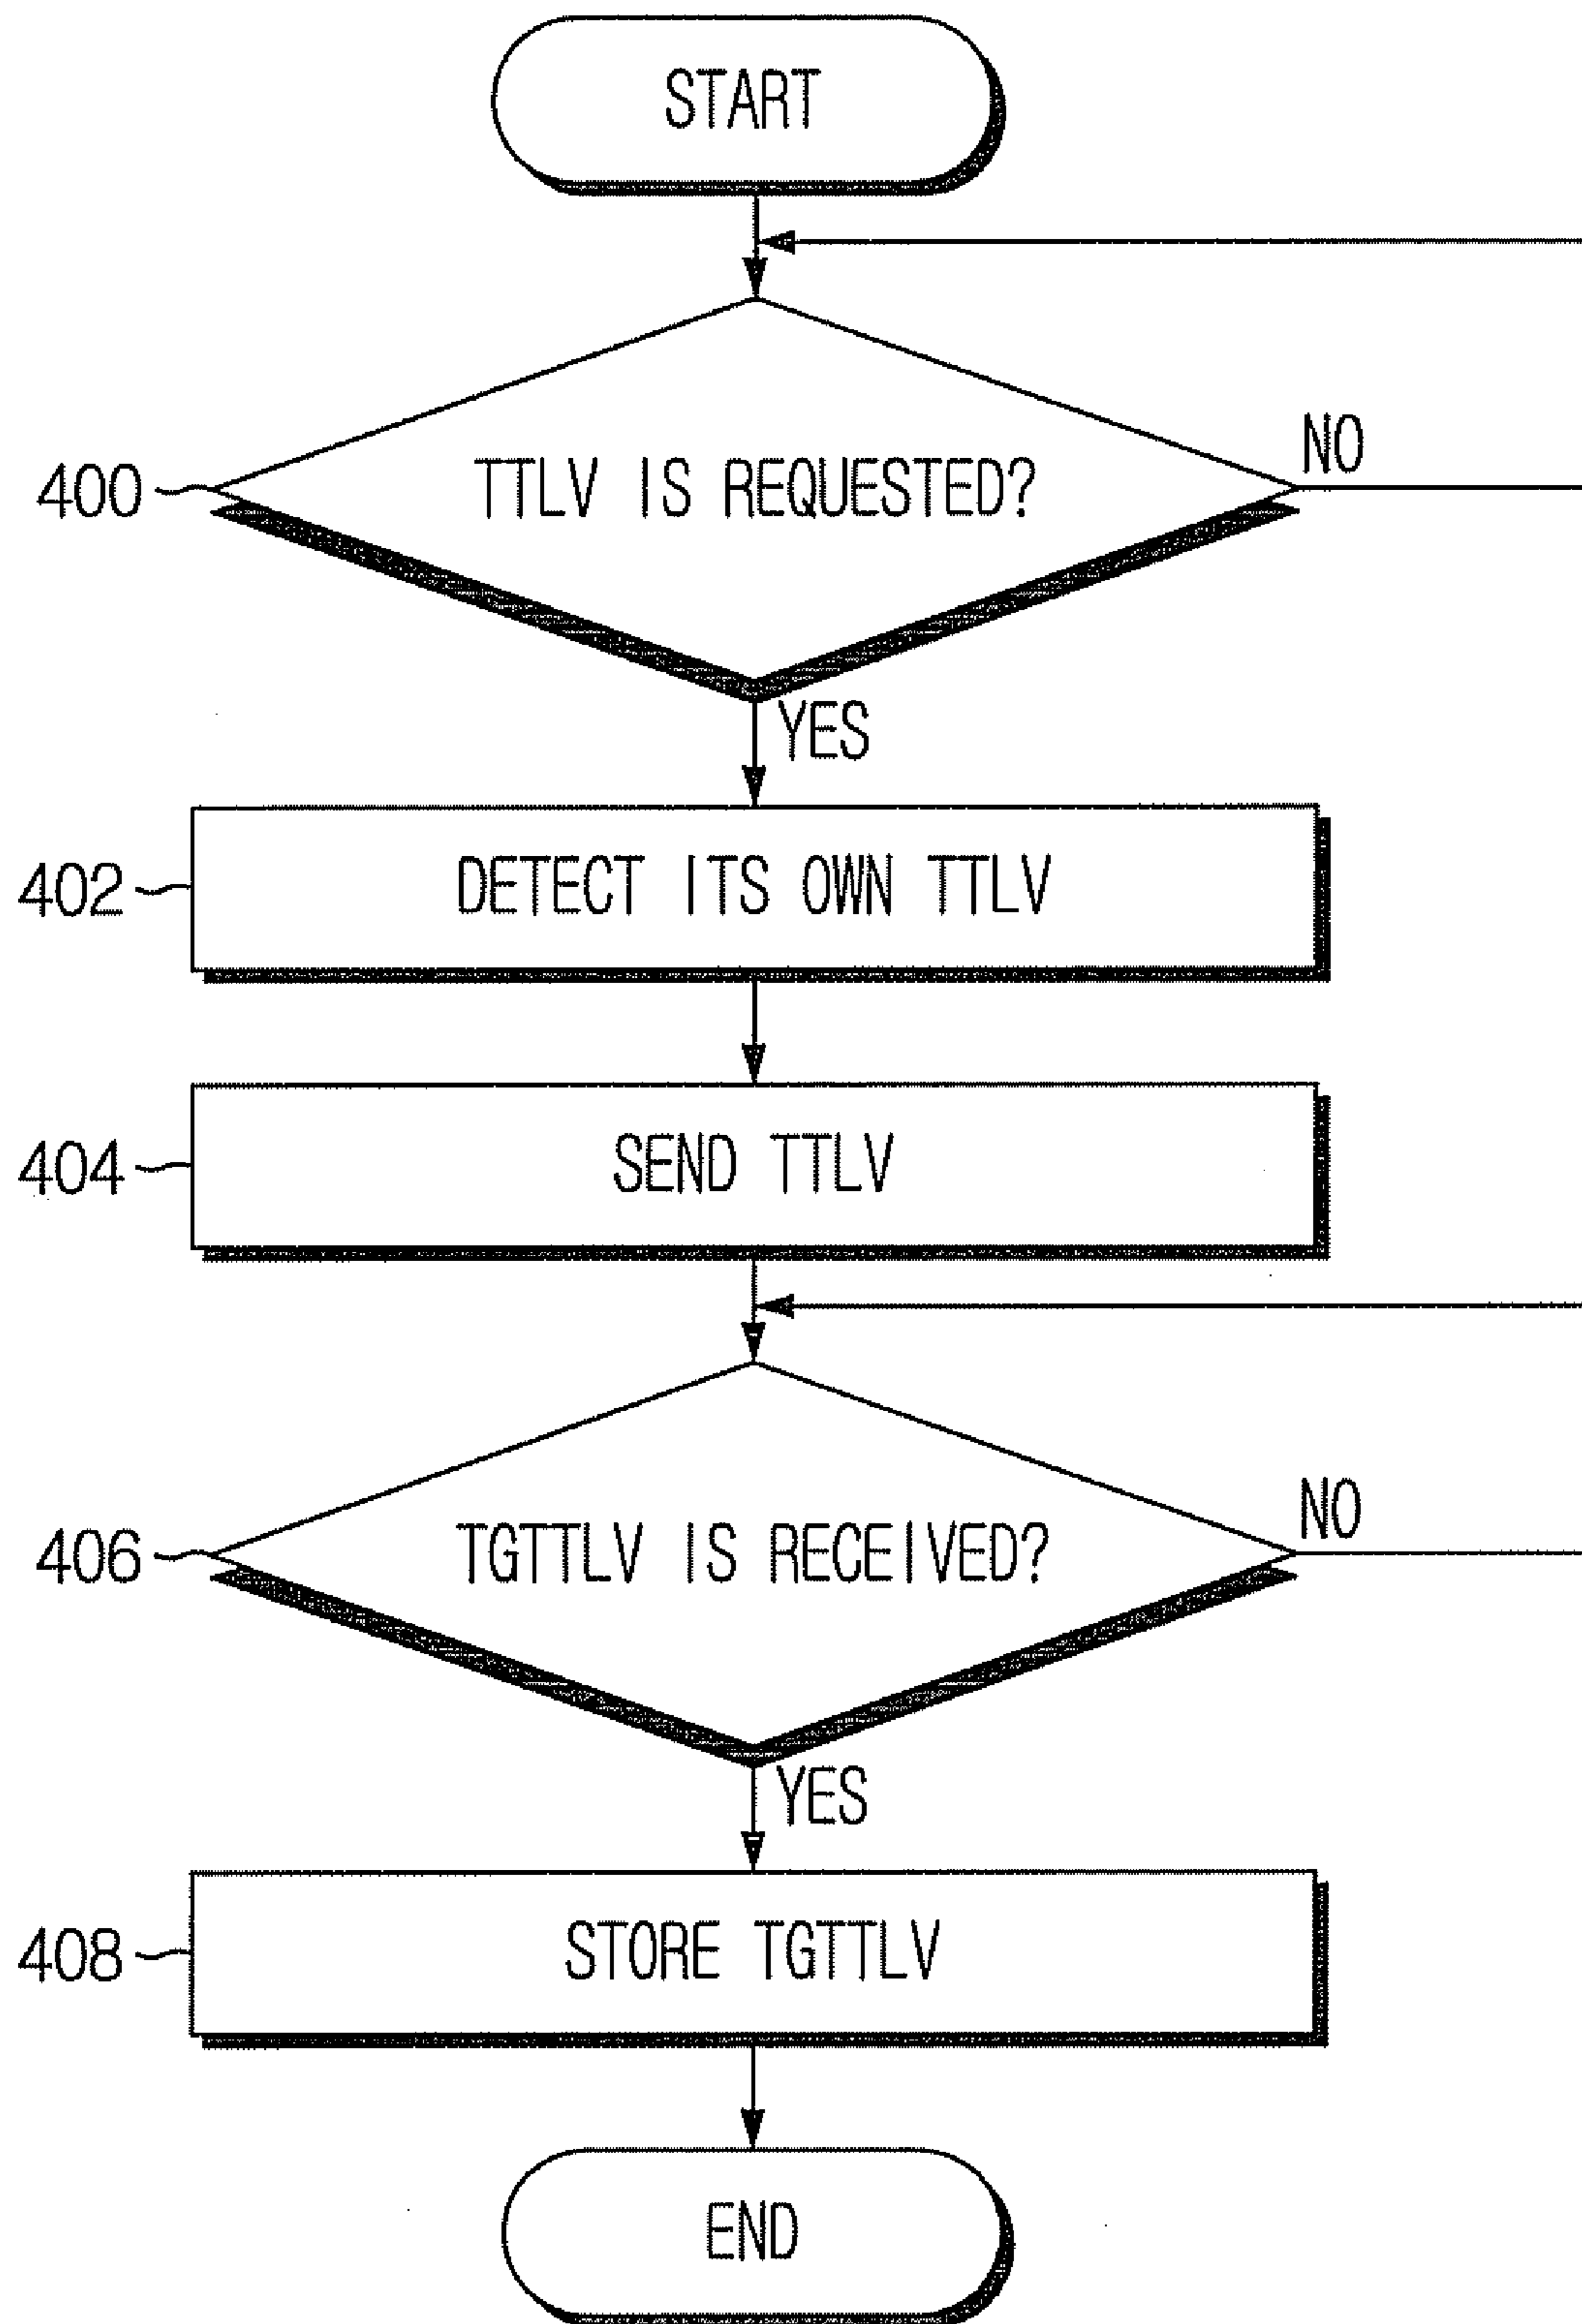 START
400
TTLV IS REQUESTED?
NO
YES
402
DETECT ITS OWN TTLV
404
SEND TTLV
406
TGTTLV IS RECEIVED?
NO
YES
408
STORE TGTTLV
END